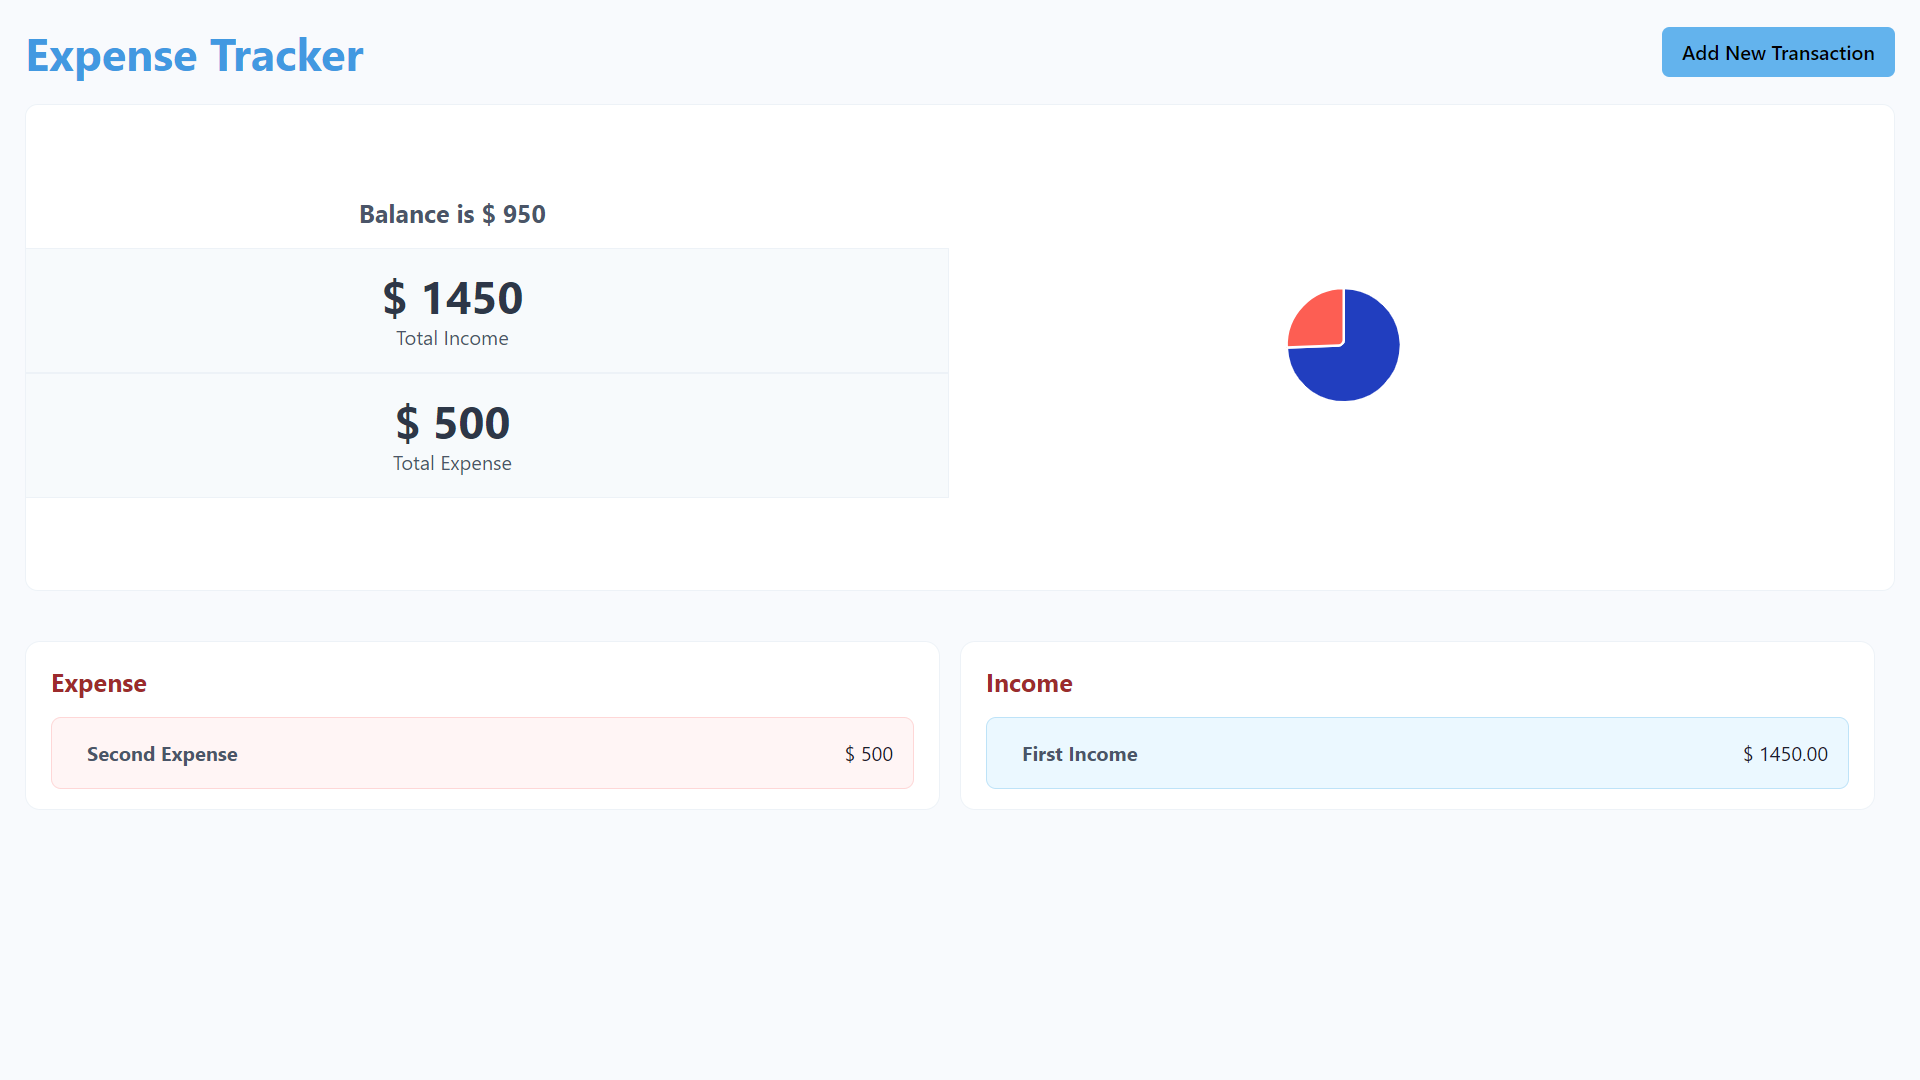 Expense Tracker
Add New Transaction
Balance is $ 950
$ 1450
Total Income
$ 500
Total Expense
Expense
Second Expense $ 500
Income
First Income $ 1450.00